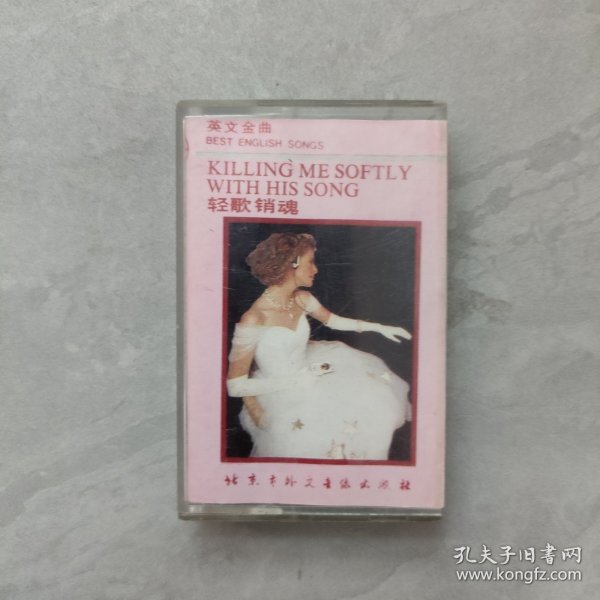 英文金曲
BEST ENGLISH SONGS
KILLING ME SOFTLY
WITH HIS SONG
轻歌销魂
北京市外文音像出版社
孔夫子旧书网
www.kongfz.com